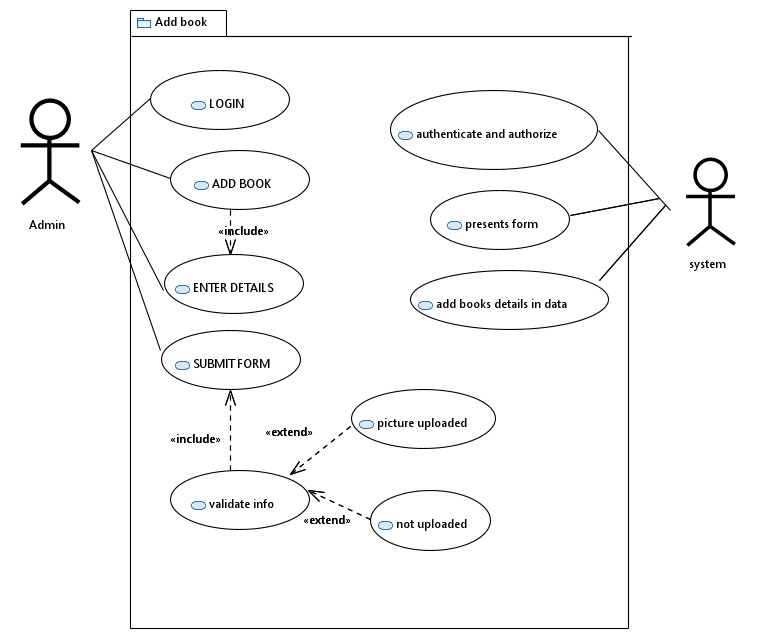 Add book
LOGIN
authenticate and authorize
ADD BOOK
Admin
presents form
«include»
system
ENTER DETAILS
add books details in data
SUBMIT FORM
picture uploaded
«extend»
«include»
validate info
«extend»
not uploaded